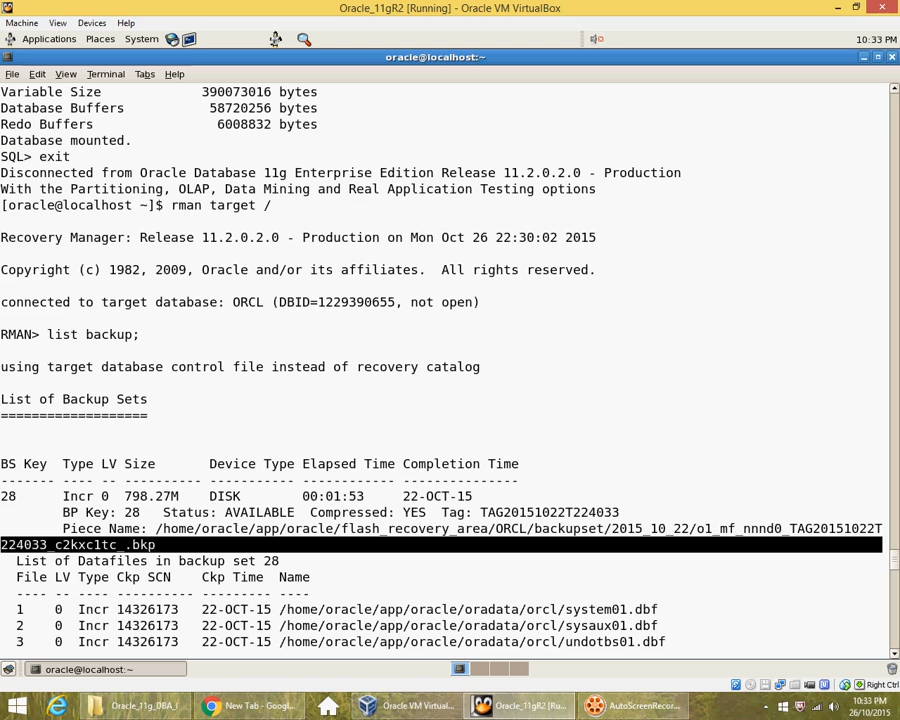 Oracle_11gR2 [Running] - Oracle VM VirtualBox
Machine View Devices Help
Applications Places System 10:33 PM
oracle@localhost:~
File Edit View Terminal Tabs Help
Variable Size 390073016 bytes
Database Buffers 58720256 bytes
Redo Buffers 6008832 bytes
Database mounted.
SQL> exit
Disconnected from Oracle Database 11g Enterprise Edition Release 11.2.0.2.0 - Production
With the Partitioning, OLAP, Data Mining and Real Application Testing options
[oracle@localhost ~]$ rman target /
Recovery Manager: Release 11.2.0.2.0 - Production on Mon Oct 26 22:30:02 2015
Copyright (c) 1982, 2009, Oracle and/or its affiliates.  All rights reserved.
connected to target database: ORCL (DBID=1229390655, not open)
RMAN> list backup;
using target database control file instead of recovery catalog
List of Backup Sets
===================
BS Key  Type LV Size       Device Type Elapsed Time Completion Time
------- ---- -- ---------- ----------- ------------ ---------------
28      Incr 0  798.27M    DISK        00:01:53     22-OCT-15
BP Key: 28   Status: AVAILABLE  Compressed: YES  Tag: TAG20151022T224033
Piece Name: /home/oracle/app/oracle/flash_recovery_area/ORCL/backupset/2015_10_22/o1_mf_nnnd0_TAG20151022T
224033_c2kxc1tc_.bkp
List of Datafiles in backup set 28
File LV Type Ckp SCN    Ckp Time  Name
---- -- ---- ---------- --------- ----
1    0  Incr 14326173   22-OCT-15 /home/oracle/app/oracle/oradata/orcl/system01.dbf
2    0  Incr 14326173   22-OCT-15 /home/oracle/app/oracle/oradata/orcl/sysaux01.dbf
3    0  Incr 14326173   22-OCT-15 /home/oracle/app/oracle/oradata/orcl/undotbs01.dbf
oracle@localhost:~
Right Ctrl
Oracle_11g_DBA_I New Tab - Googl... Oracle VM Virtual... Oracle_11gR2 [Ru... AutoScreenRecor... 10:33 PM
26/10/2015